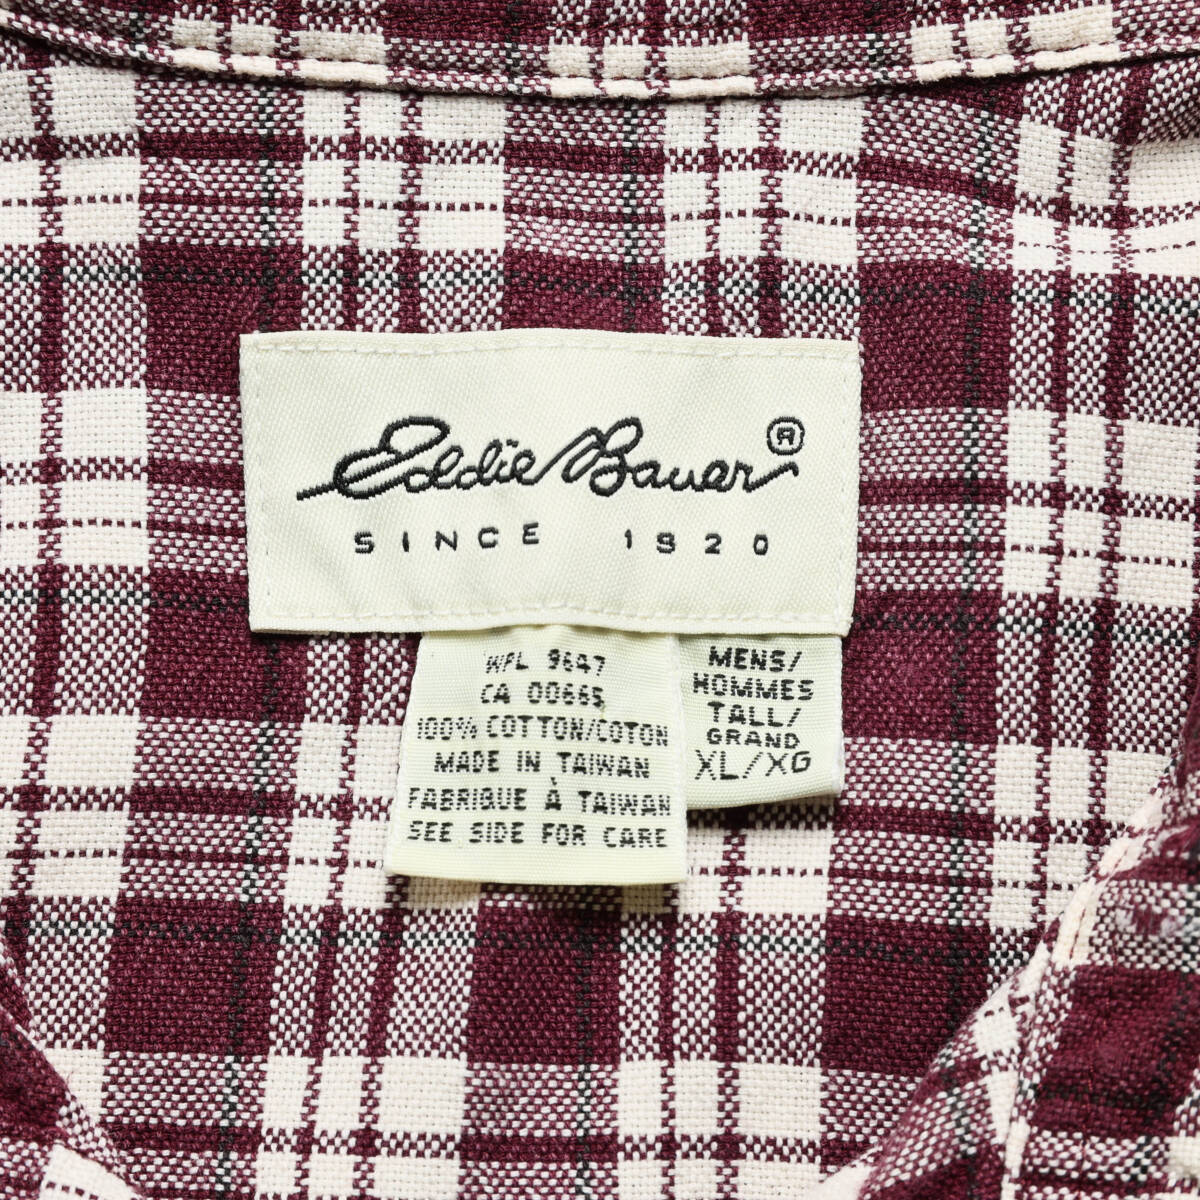 Eddie Bauer ®
SINCE 1920
WPL 9647
CA 00665
100% COTTON/COTON
MADE IN TAIWAN
FABRIQUE À TAIWAN
SEE SIDE FOR CARE
MENS/
HOMMES
TALL/
GRAND
XL/XG